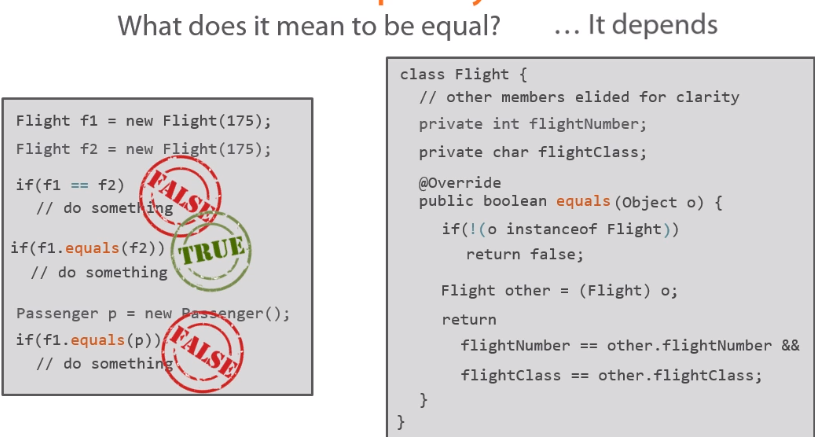 What does it mean to be equal? ... It depends
Flight f1 = new Flight(175);
Flight f2 = new Flight(175);
if(f1 == f2)
// do something
FALSE
if(f1.equals(f2))
// do something
TRUE
Passenger p = new Passenger();
if(f1.equals(p))
// do something
FALSE
class Flight {
// other members elided for clarity
private int flightNumber;
private char flightClass;
@Override
public boolean equals(Object o) {
if(!(o instanceof Flight))
return false;
Flight other = (Flight) o;
return
flightNumber == other.flightNumber &&
flightClass == other.flightClass;
}
}